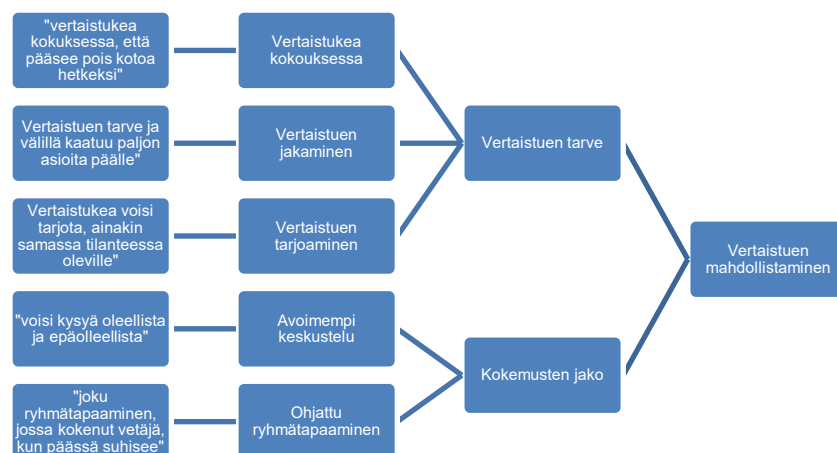 "vertaistukea
kokuksessa, että
pääsee pois kotoa
hetkeksi"
Vertaistukea
kokouksessa
Vertaistuen tarve ja
välillä kaatuu paljon
asioita päälle"
Vertaistuen
jakaminen
Vertaistuen tarve
Vertaistukea voisi
tarjota, ainakin
samassa tilanteessa
oleville"
Vertaistuen
tarjoaminen
Vertaistuen
mahdollistaminen
"voisi kysyä oleellista
ja epäolleellista"
Avoimempi
keskustelu
Kokemusten jako
"joku
ryhmätapaaminen,
jossa kokenut vetäjä,
kun päässä suhisee"
Ohjattu
ryhmätapaaminen